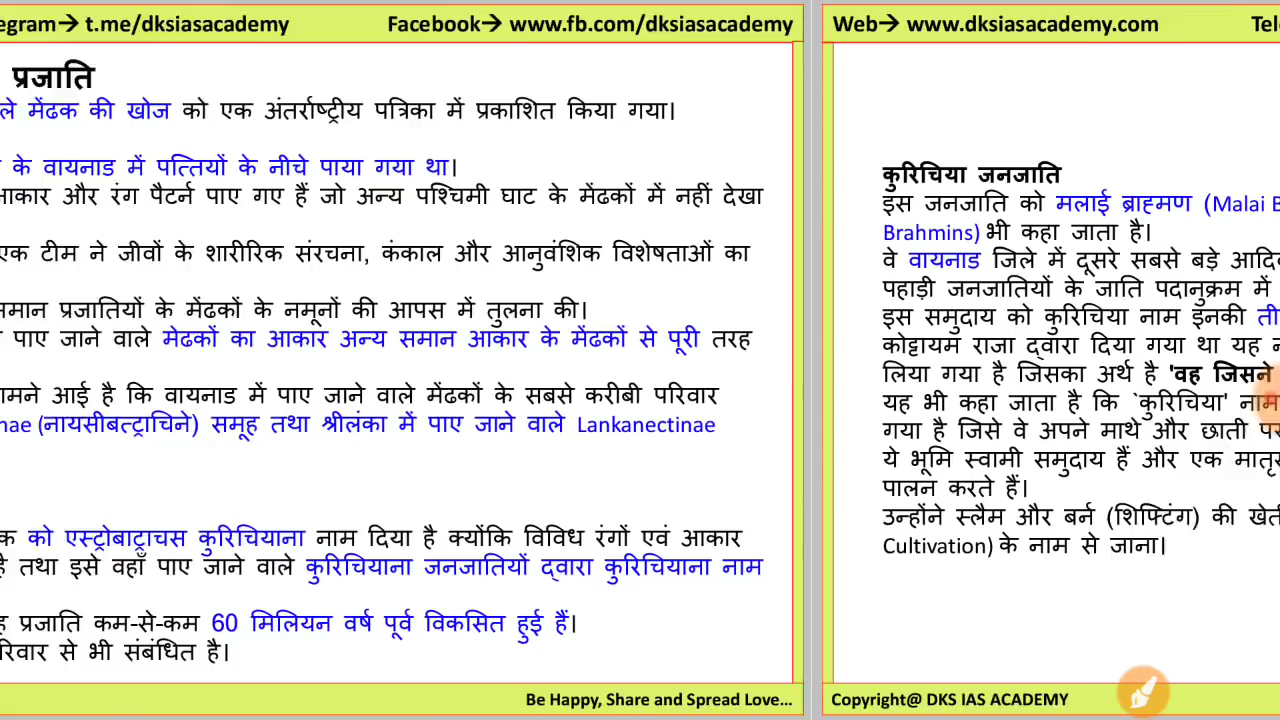 egram→ t.me/dksiasacademy Facebook→ www.fb.com/dksiasacademy
प्रजाति
ले मेंढक की खोज को एक अंतर्राष्ट्रीय पत्रिका में प्रकाशित किया गया।
के वायनाड में पत्तियों के नीचे पाया गया था।
आकार और रंग पैटर्न पाए गए हैं जो अन्य पश्चिमी घाट के मेंढकों में नहीं देखा
एक टीम ने जीवों के शारीरिक संरचना, कंकाल और आनुवंशिक विशेषताओं का
समान प्रजातियों के मेंढकों के नमूनों की आपस में तुलना की।
पाए जाने वाले मेढकों का आकार अन्य समान आकार के मेंढकों से पूरी तरह
ामने आई है कि वायनाड में पाए जाने वाले मेंढकों के सबसे करीबी परिवार
nae (नायसीबत्ट्राचिने) समूह तथा श्रीलंका में पाए जाने वाले Lankanectinae
क को एस्ट्रोबाट्राचस कुरिचियाना नाम दिया है क्योंकि विविध रंगों एवं आकार
है तथा इसे वहाँ पाए जाने वाले कुरिचियाना जनजातियों द्वारा कुरिचियाना नाम
ह प्रजाति कम-से-कम 60 मिलियन वर्ष पूर्व विकसित हुई हैं।
रिवार से भी संबंधित है।
Be Happy, Share and Spread Love...
Web→ www.dksiasacademy.com Tele
कुरिचिया जनजाति
इस जनजाति को मलाई ब्राह्मण (Malai B
Brahmins) भी कहा जाता है।
वे वायनाड जिले में दूसरे सबसे बड़े आदि
पहाड़ी जनजातियों के जाति पदानुक्रम में
इस समुदाय को कुरिचिया नाम इनकी ती
कोट्टायम राजा द्वारा दिया गया था यह न
लिया गया है जिसका अर्थ है 'वह जिसने
यह भी कहा जाता है कि `कुरिचिया' नाम
गया है जिसे वे अपने माथे और छाती पर
ये भूमि स्वामी समुदाय हैं और एक मातृस
पालन करते हैं।
उन्होंने स्लैम और बर्न (शिफ्टिंग) की खेती
Cultivation) के नाम से जाना।
Copyright@ DKS IAS ACADEMY